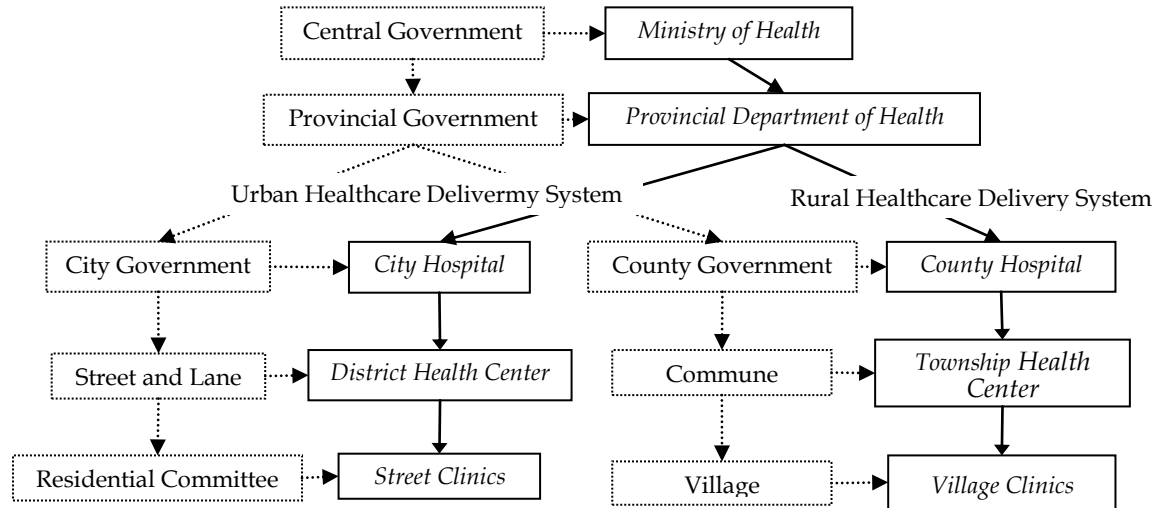 Central Government
Ministry of Health
Provincial Government
Provincial Department of Health
Urban Healthcare Delivermy System
Rural Healthcare Delivery System
City Government
City Hospital
County Government
County Hospital
Street and Lane
District Health Center
Commune
Township Health
Center
Residential Committee
Street Clinics
Village
Village Clinics